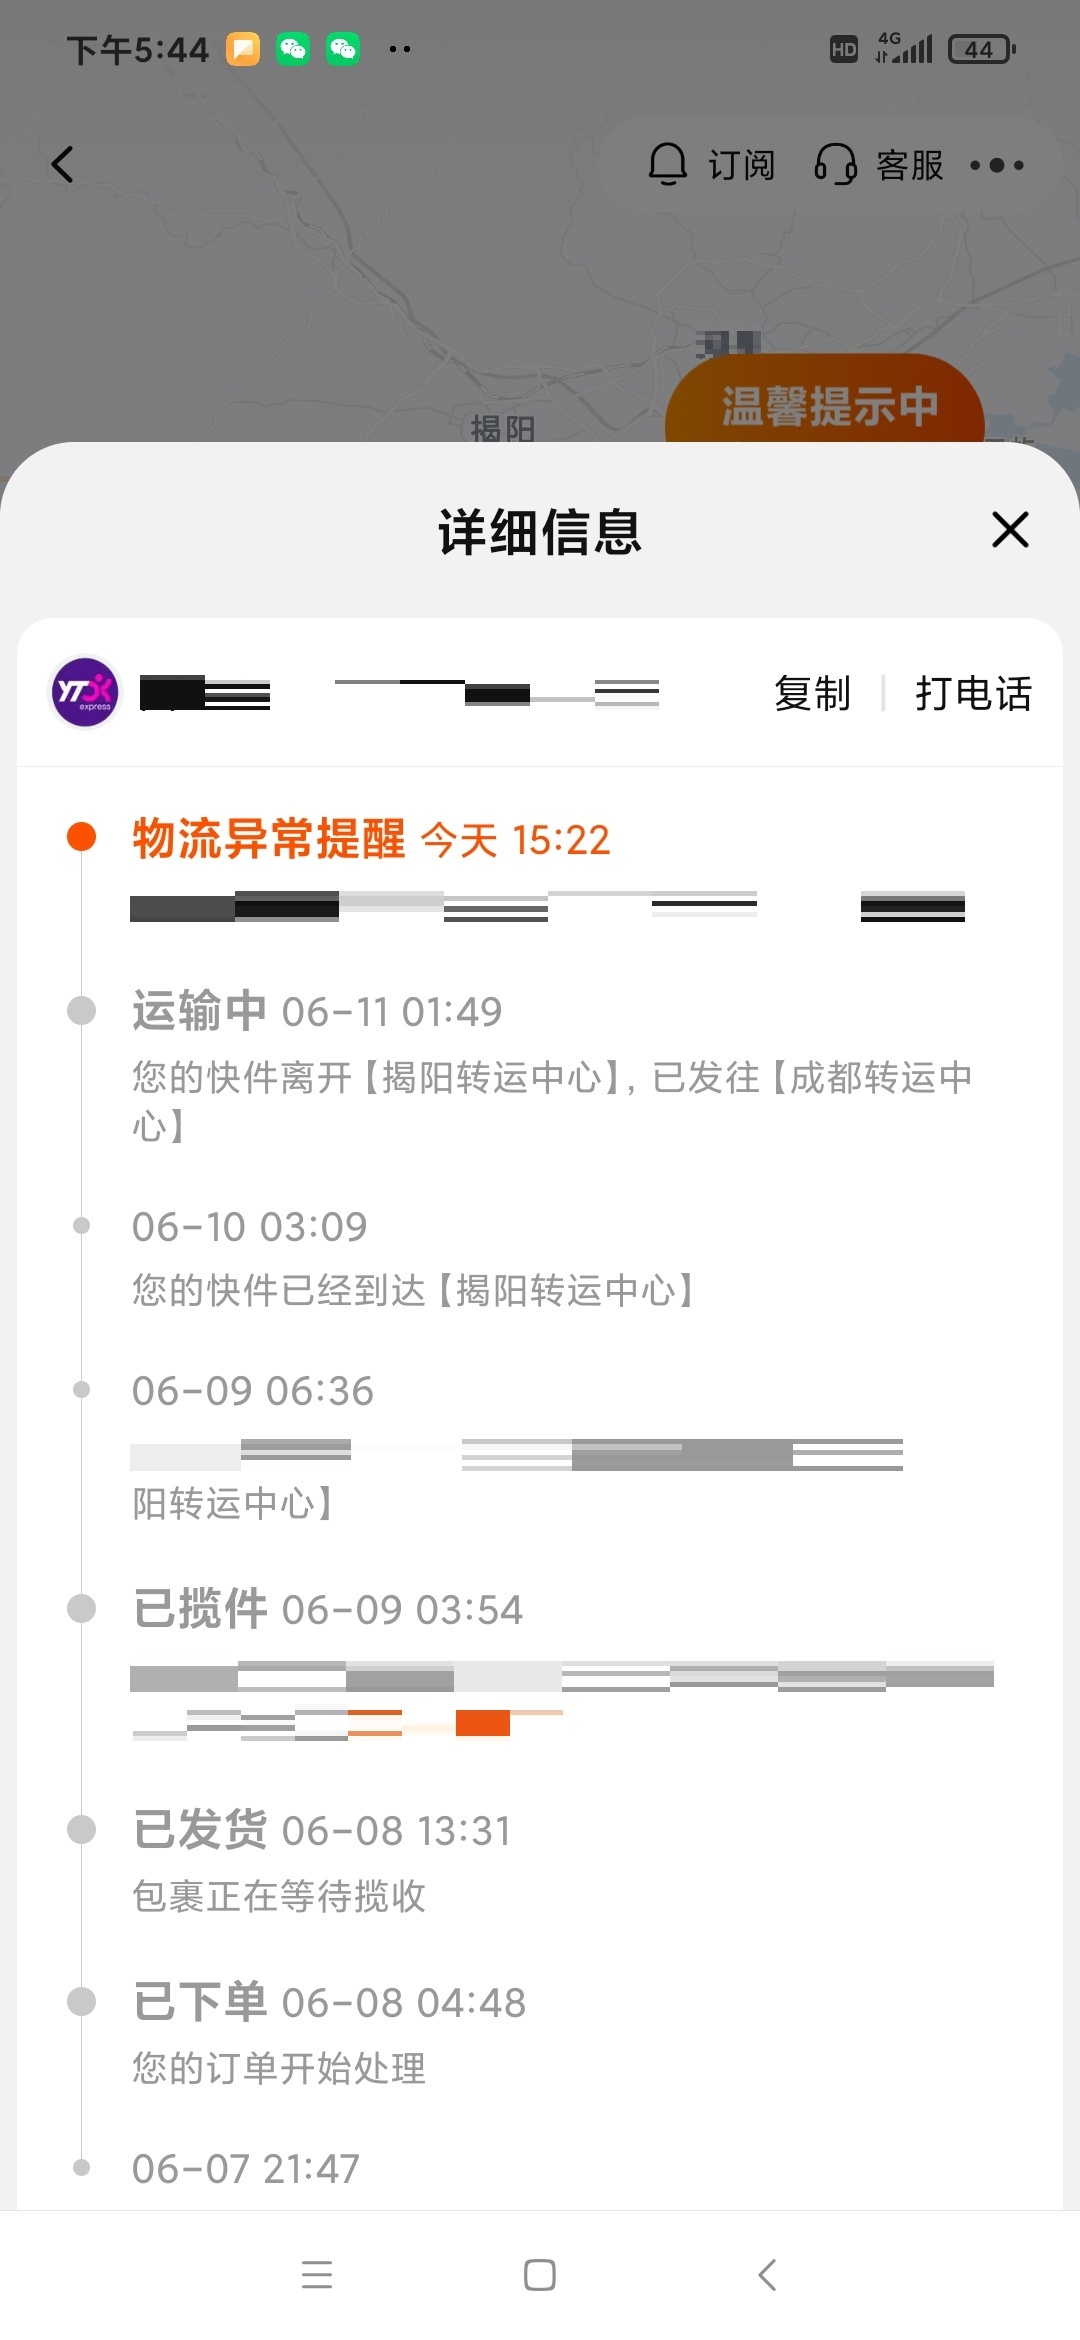 下午5:44
HD 4G 44
订阅 客服
温馨提示中
揭阳
详细信息
YTO express
复制 | 打电话
物流异常提醒 今天 15:22
运输中 06-11 01:49
您的快件离开【揭阳转运中心】, 已发往【成都转运中
心】
06-10 03:09
您的快件已经到达【揭阳转运中心】
06-09 06:36
阳转运中心】
已揽件 06-09 03:54
已发货 06-08 13:31
包裹正在等待揽收
已下单 06-08 04:48
您的订单开始处理
06-07 21:47